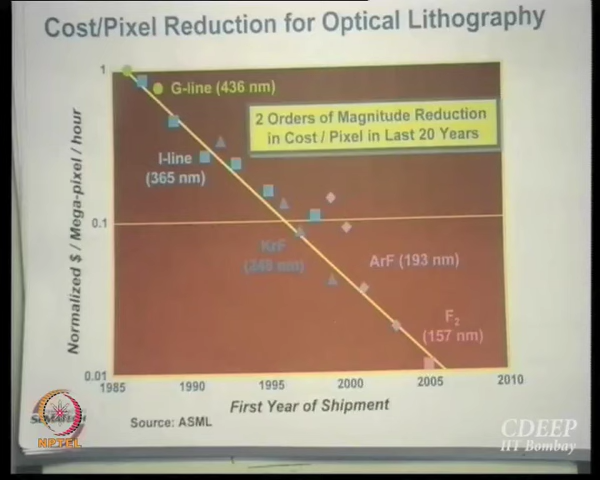 Cost/Pixel Reduction for Optical Lithography
Normalized $ / Mega-pixel / hour
1
0.1
0.01
G-line (436 nm)
2 Orders of Magnitude Reduction
in Cost / Pixel in Last 20 Years
I-line
(365 nm)
KrF
(248 nm)
ArF (193 nm)
F₂
(157 nm)
1985
1990
1995
2000
2005
2010
First Year of Shipment
Source: ASML
NPTEL
CDEEP
IIT Bombay